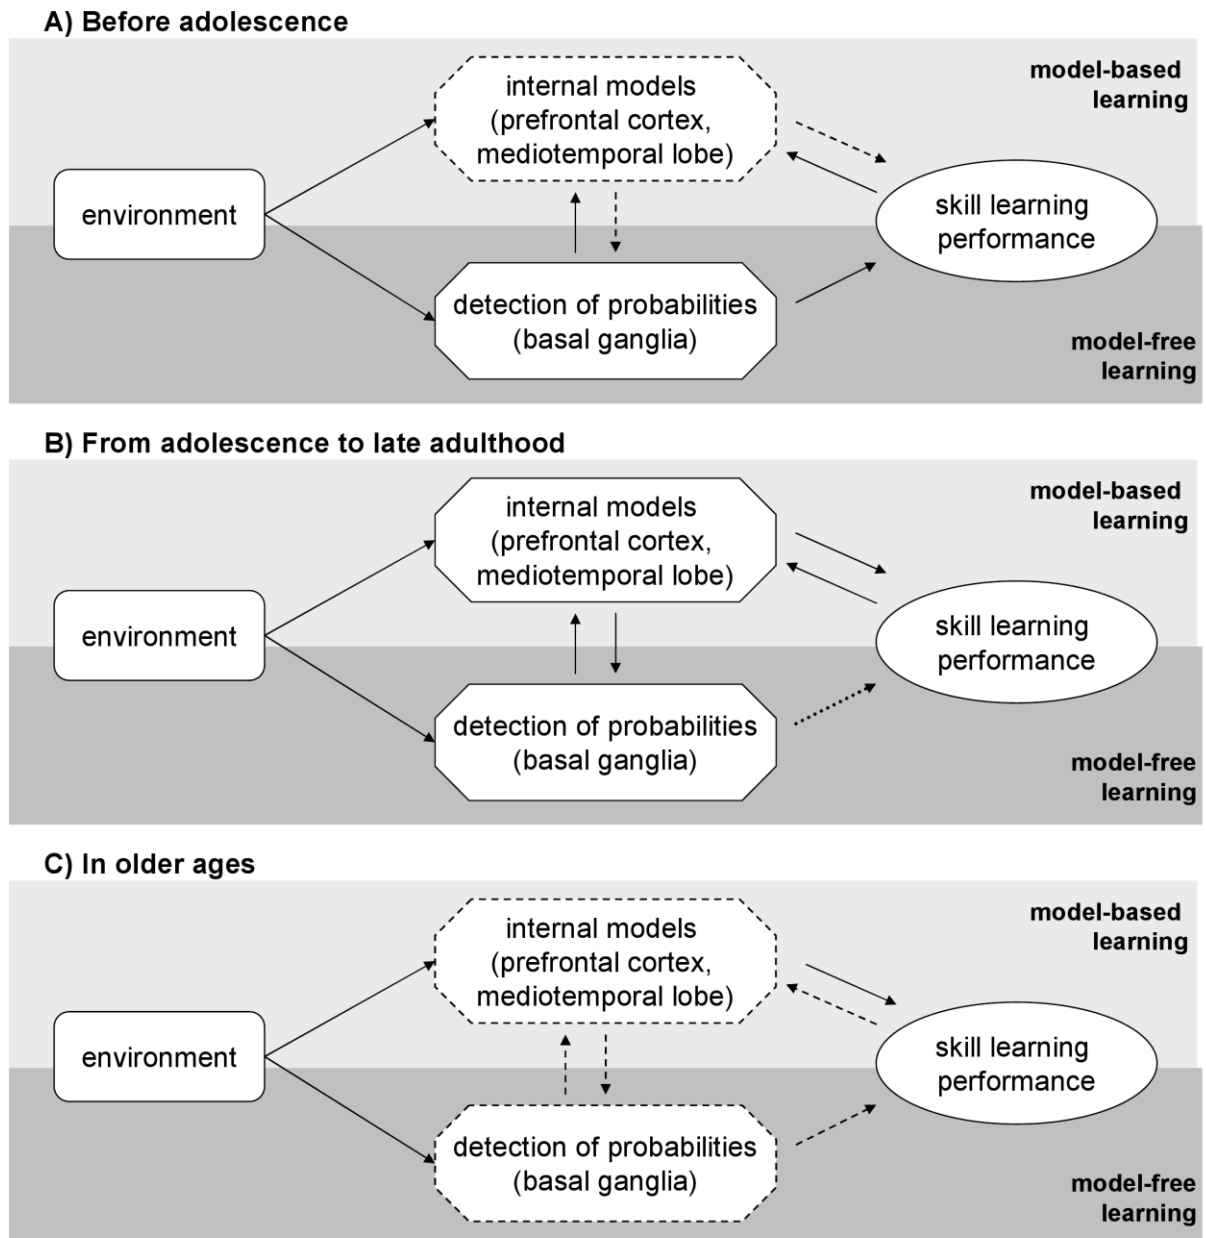 A) Before adolescence
model-based
learning
internal models
(prefrontal cortex,
mediotemporal lobe)
environment
skill learning
performance
detection of probabilities
(basal ganglia)
model-free
learning
B) From adolescence to late adulthood
model-based
learning
internal models
(prefrontal cortex,
mediotemporal lobe)
environment
skill learning
performance
detection of probabilities
(basal ganglia)
model-free
learning
C) In older ages
model-based
learning
internal models
(prefrontal cortex,
mediotemporal lobe)
environment
skill learning
performance
detection of probabilities
(basal ganglia)
model-free
learning